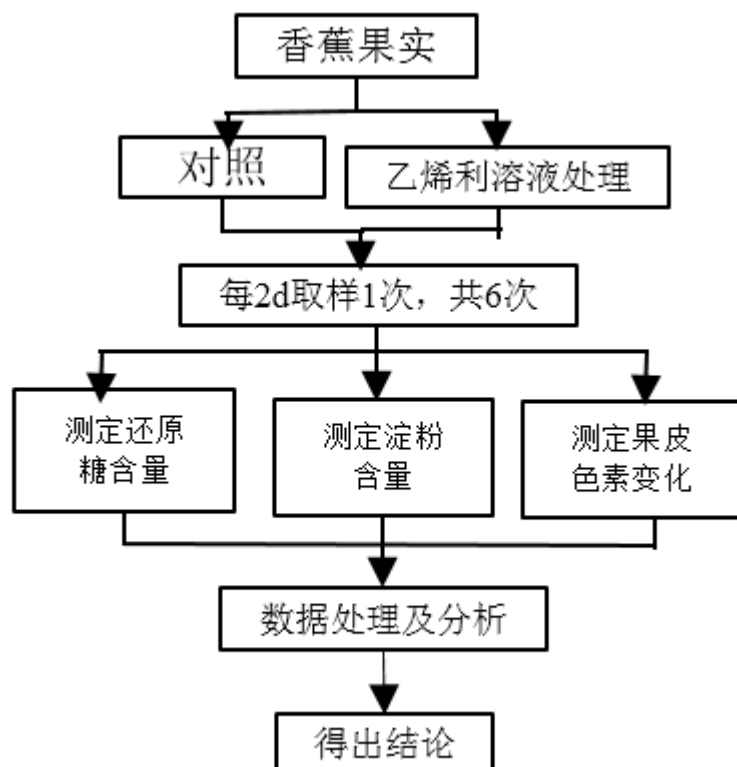 香蕉果实
对照
乙烯利溶液处理
每2d取样1次，共6次
测定还原
糖含量
测定淀粉
含量
测定果皮
色素变化
数据处理及分析
得出结论